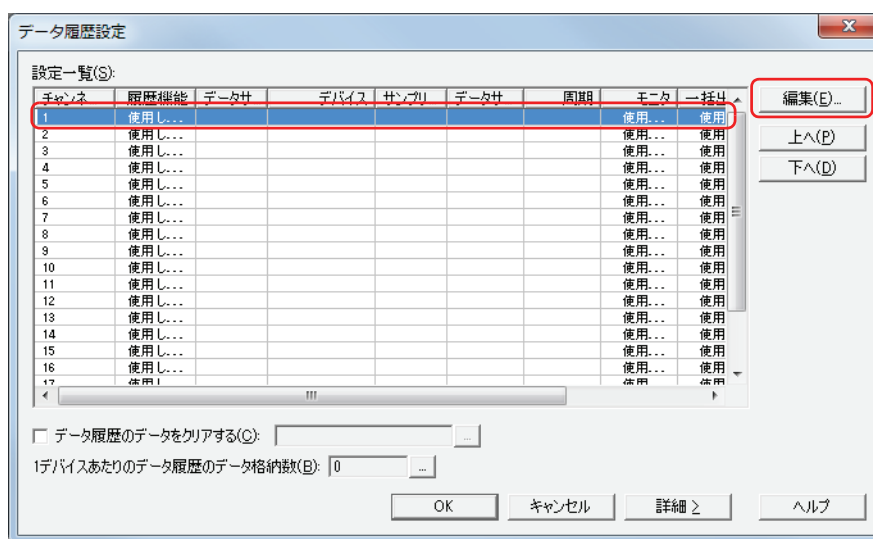 データ履歴設定
設定一覧(S):
チャンネ 履歴機能 データサ デバイス サンプリ データサ 周期 モニタ 一括出
1 使用し... 使用... 使用
2 使用し... 使用... 使用
3 使用し... 使用... 使用
4 使用し... 使用... 使用
5 使用し... 使用... 使用
6 使用し... 使用... 使用
7 使用し... 使用... 使用
8 使用し... 使用... 使用
9 使用し... 使用... 使用
10 使用し... 使用... 使用
11 使用し... 使用... 使用
12 使用し... 使用... 使用
13 使用し... 使用... 使用
14 使用し... 使用... 使用
15 使用し... 使用... 使用
16 使用し... 使用... 使用
17 使用し 使用 使用
編集(E)...
上へ(P)
下へ(D)
データ履歴のデータをクリアする(C): ...
1デバイスあたりのデータ履歴のデータ格納数(B): 0 ...
OK キャンセル 詳細 ≥ ヘルプ